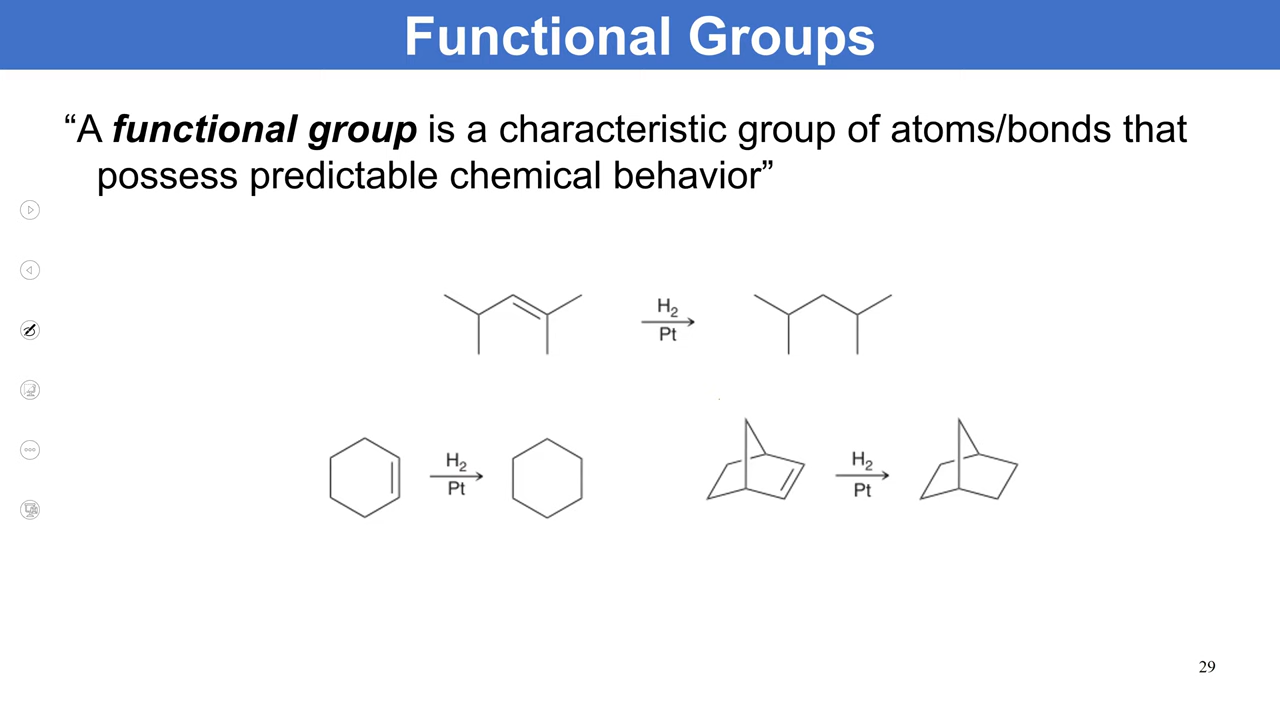 Functional Groups
“A functional group is a characteristic group of atoms/bonds that
possess predictable chemical behavior”
H₂
Pt
H₂
Pt
H₂
Pt
29